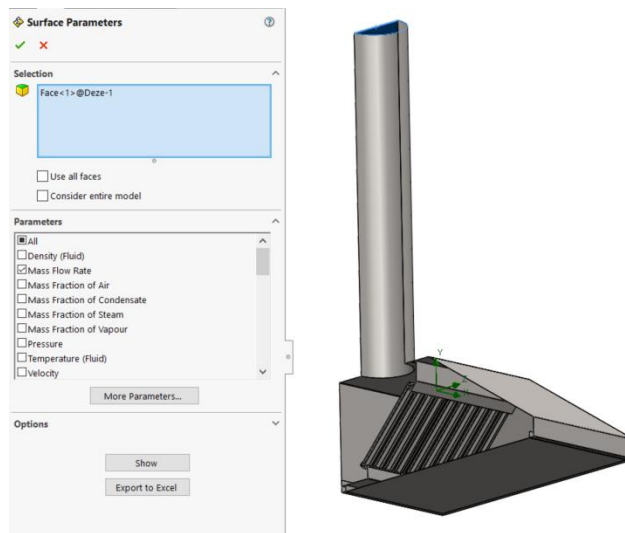 Surface Parameters
Selection
Face<1>@Deze-1
Use all faces
Consider entire model
Parameters
All
Density (Fluid)
Mass Flow Rate
Mass Fraction of Air
Mass Fraction of Condensate
Mass Fraction of Steam
Mass Fraction of Vapour
Pressure
Temperature (Fluid)
Velocity
More Parameters...
Options
Show
Export to Excel
Y
Z
X